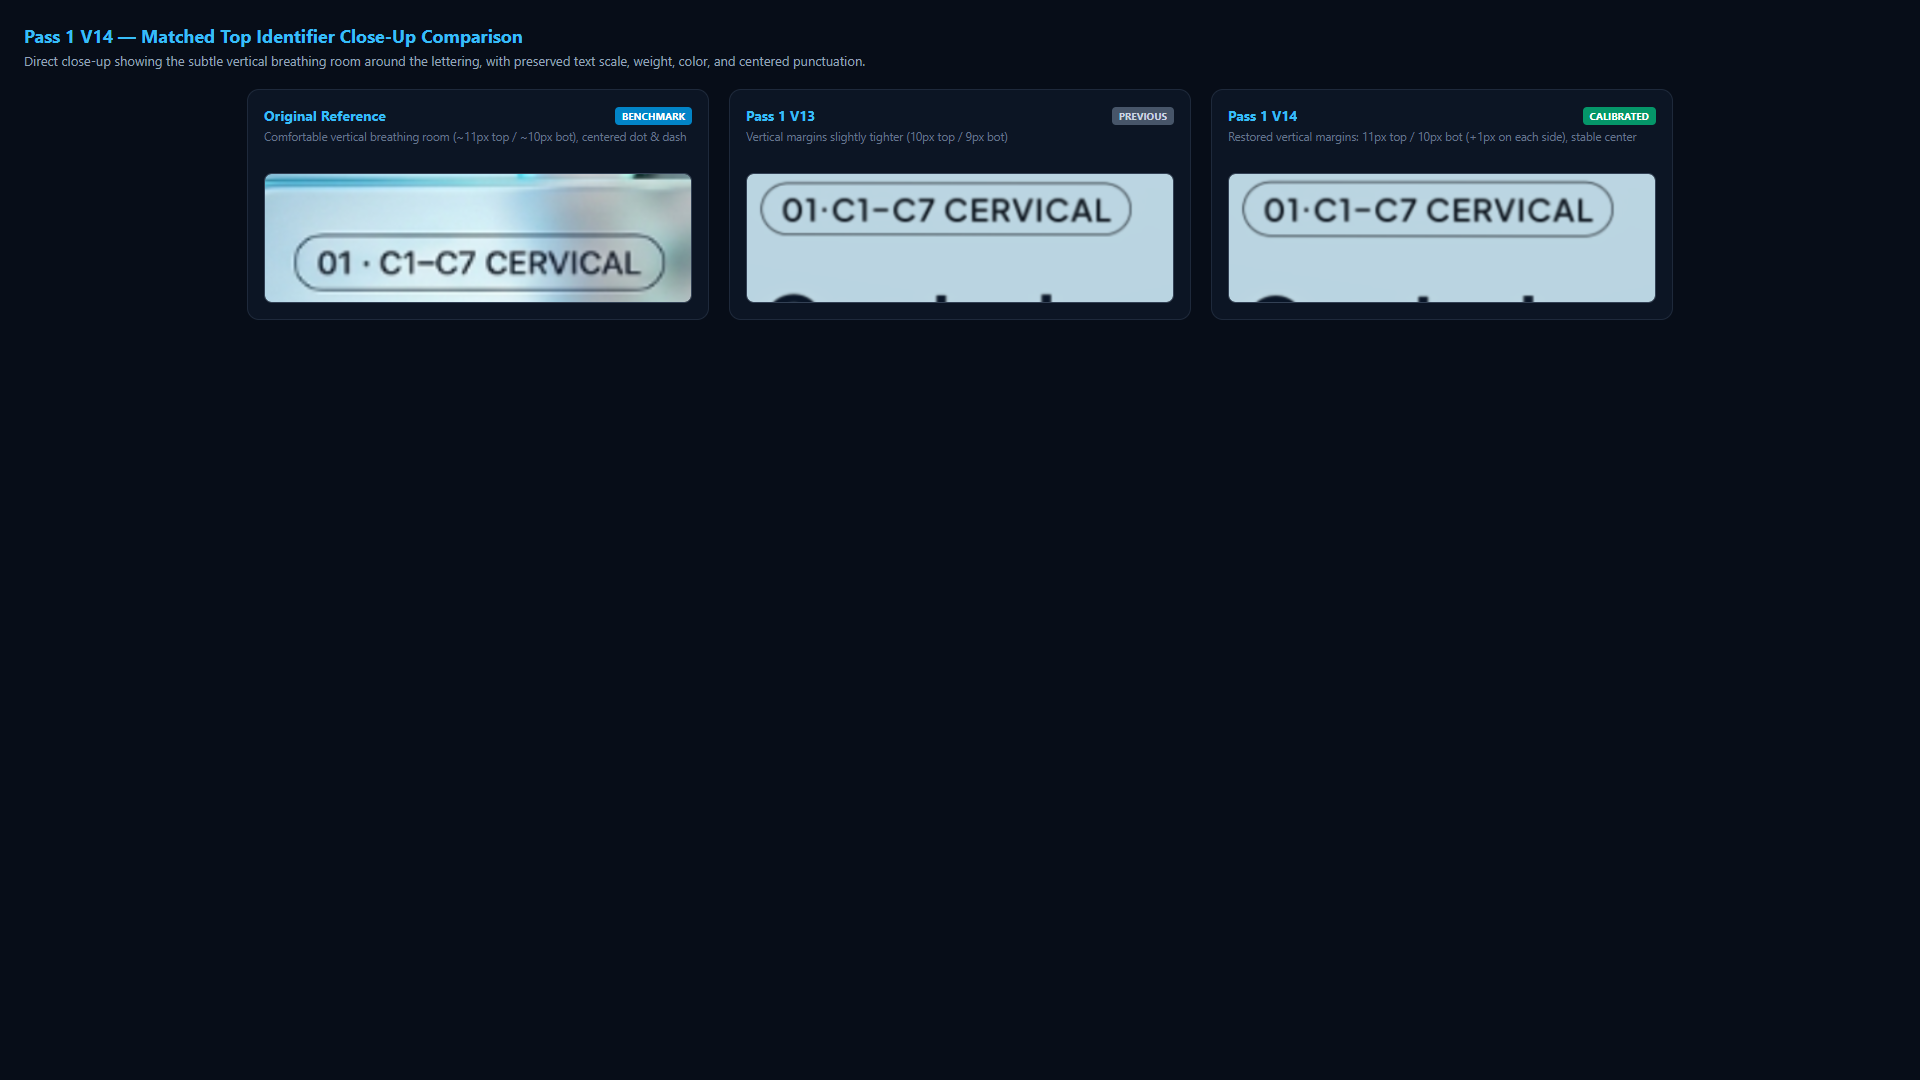 Pass 1 V14 — Matched Top Identifier Close-Up Comparison
Direct close-up showing the subtle vertical breathing room around the lettering, with preserved text scale, weight, color, and centered punctuation.
Original Reference
BENCHMARK
Comfortable vertical breathing room (~11px top / ~10px bot), centered dot & dash
01 · C1–C7 CERVICAL
Pass 1 V13
PREVIOUS
Vertical margins slightly tighter (10px top / 9px bot)
01·C1–C7 CERVICAL
Pass 1 V14
CALIBRATED
Restored vertical margins: 11px top / 10px bot (+1px on each side), stable center
01·C1–C7 CERVICAL